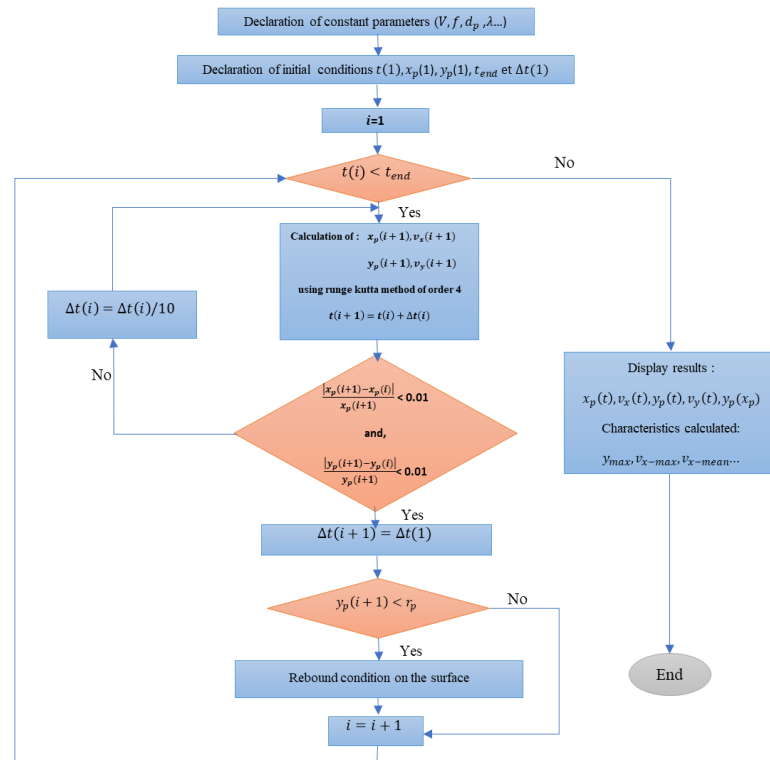 Declaration of constant parameters (V, f, d_p ,λ...)
Declaration of initial conditions t(1), x_p(1), y_p(1), t_end et Δt(1)
i=1
t(i) < t_end
No
Yes
Calculation of : x_p(i + 1), v_x(i + 1)
y_p(i + 1), v_y(i + 1)
using runge kutta method of order 4
t(i + 1) = t(i) + Δt(i)
Δt(i) = Δt(i)/10
No
|x_p(i+1)−x_p(i)| / x_p(i+1) < 0.01
and,
|y_p(i+1)−y_p(i)| / y_p(i+1) < 0.01
Yes
Display results :
x_p(t), v_x(t), y_p(t), v_y(t), y_p(x_p)
Characteristics calculated:
y_max, v_x−max, v_x−mean...
Δt(i + 1) = Δt(1)
y_p(i + 1) < r_p
No
Yes
Rebound condition on the surface
i = i + 1
End